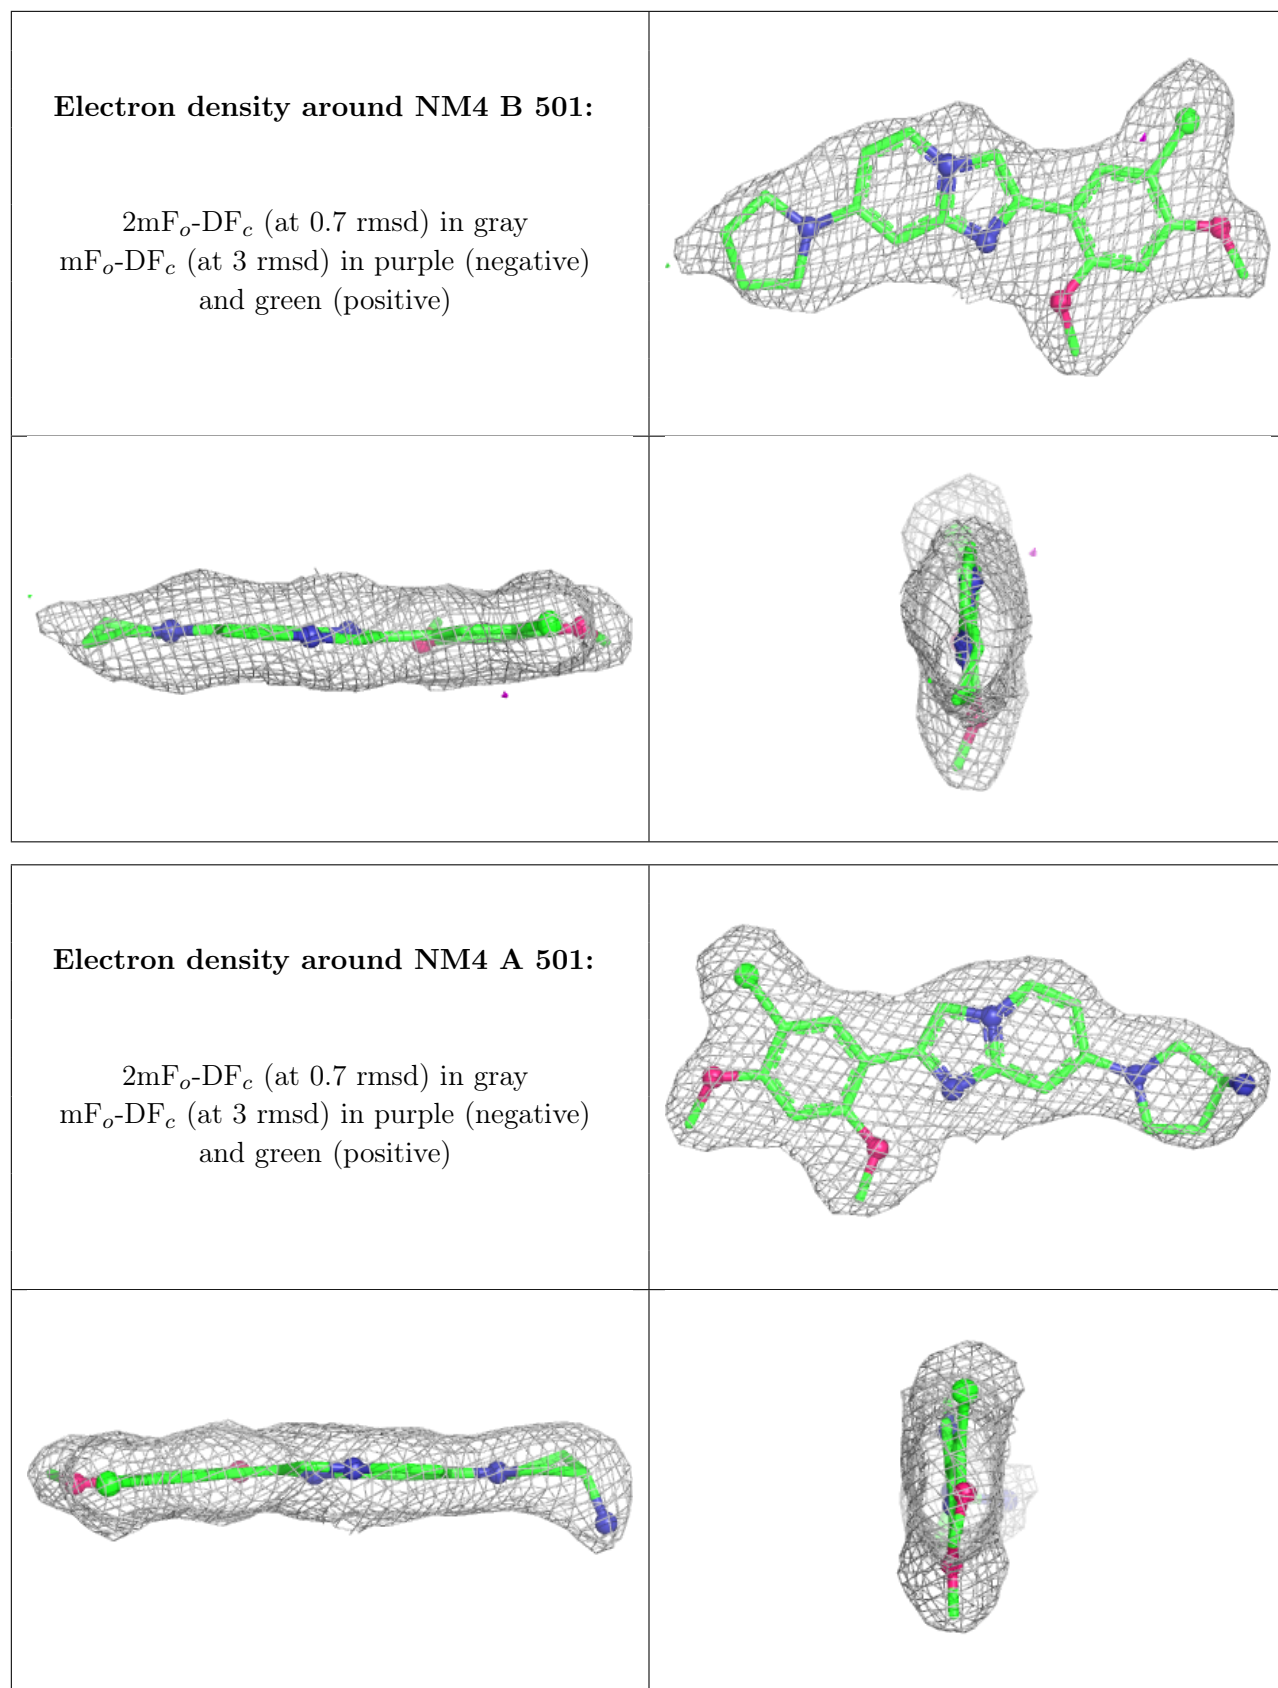 Electron density around NM4 B 501:
2mFo-DFc (at 0.7 rmsd) in gray
mFo-DFc (at 3 rmsd) in purple (negative)
and green (positive)
Electron density around NM4 A 501:
2mFo-DFc (at 0.7 rmsd) in gray
mFo-DFc (at 3 rmsd) in purple (negative)
and green (positive)